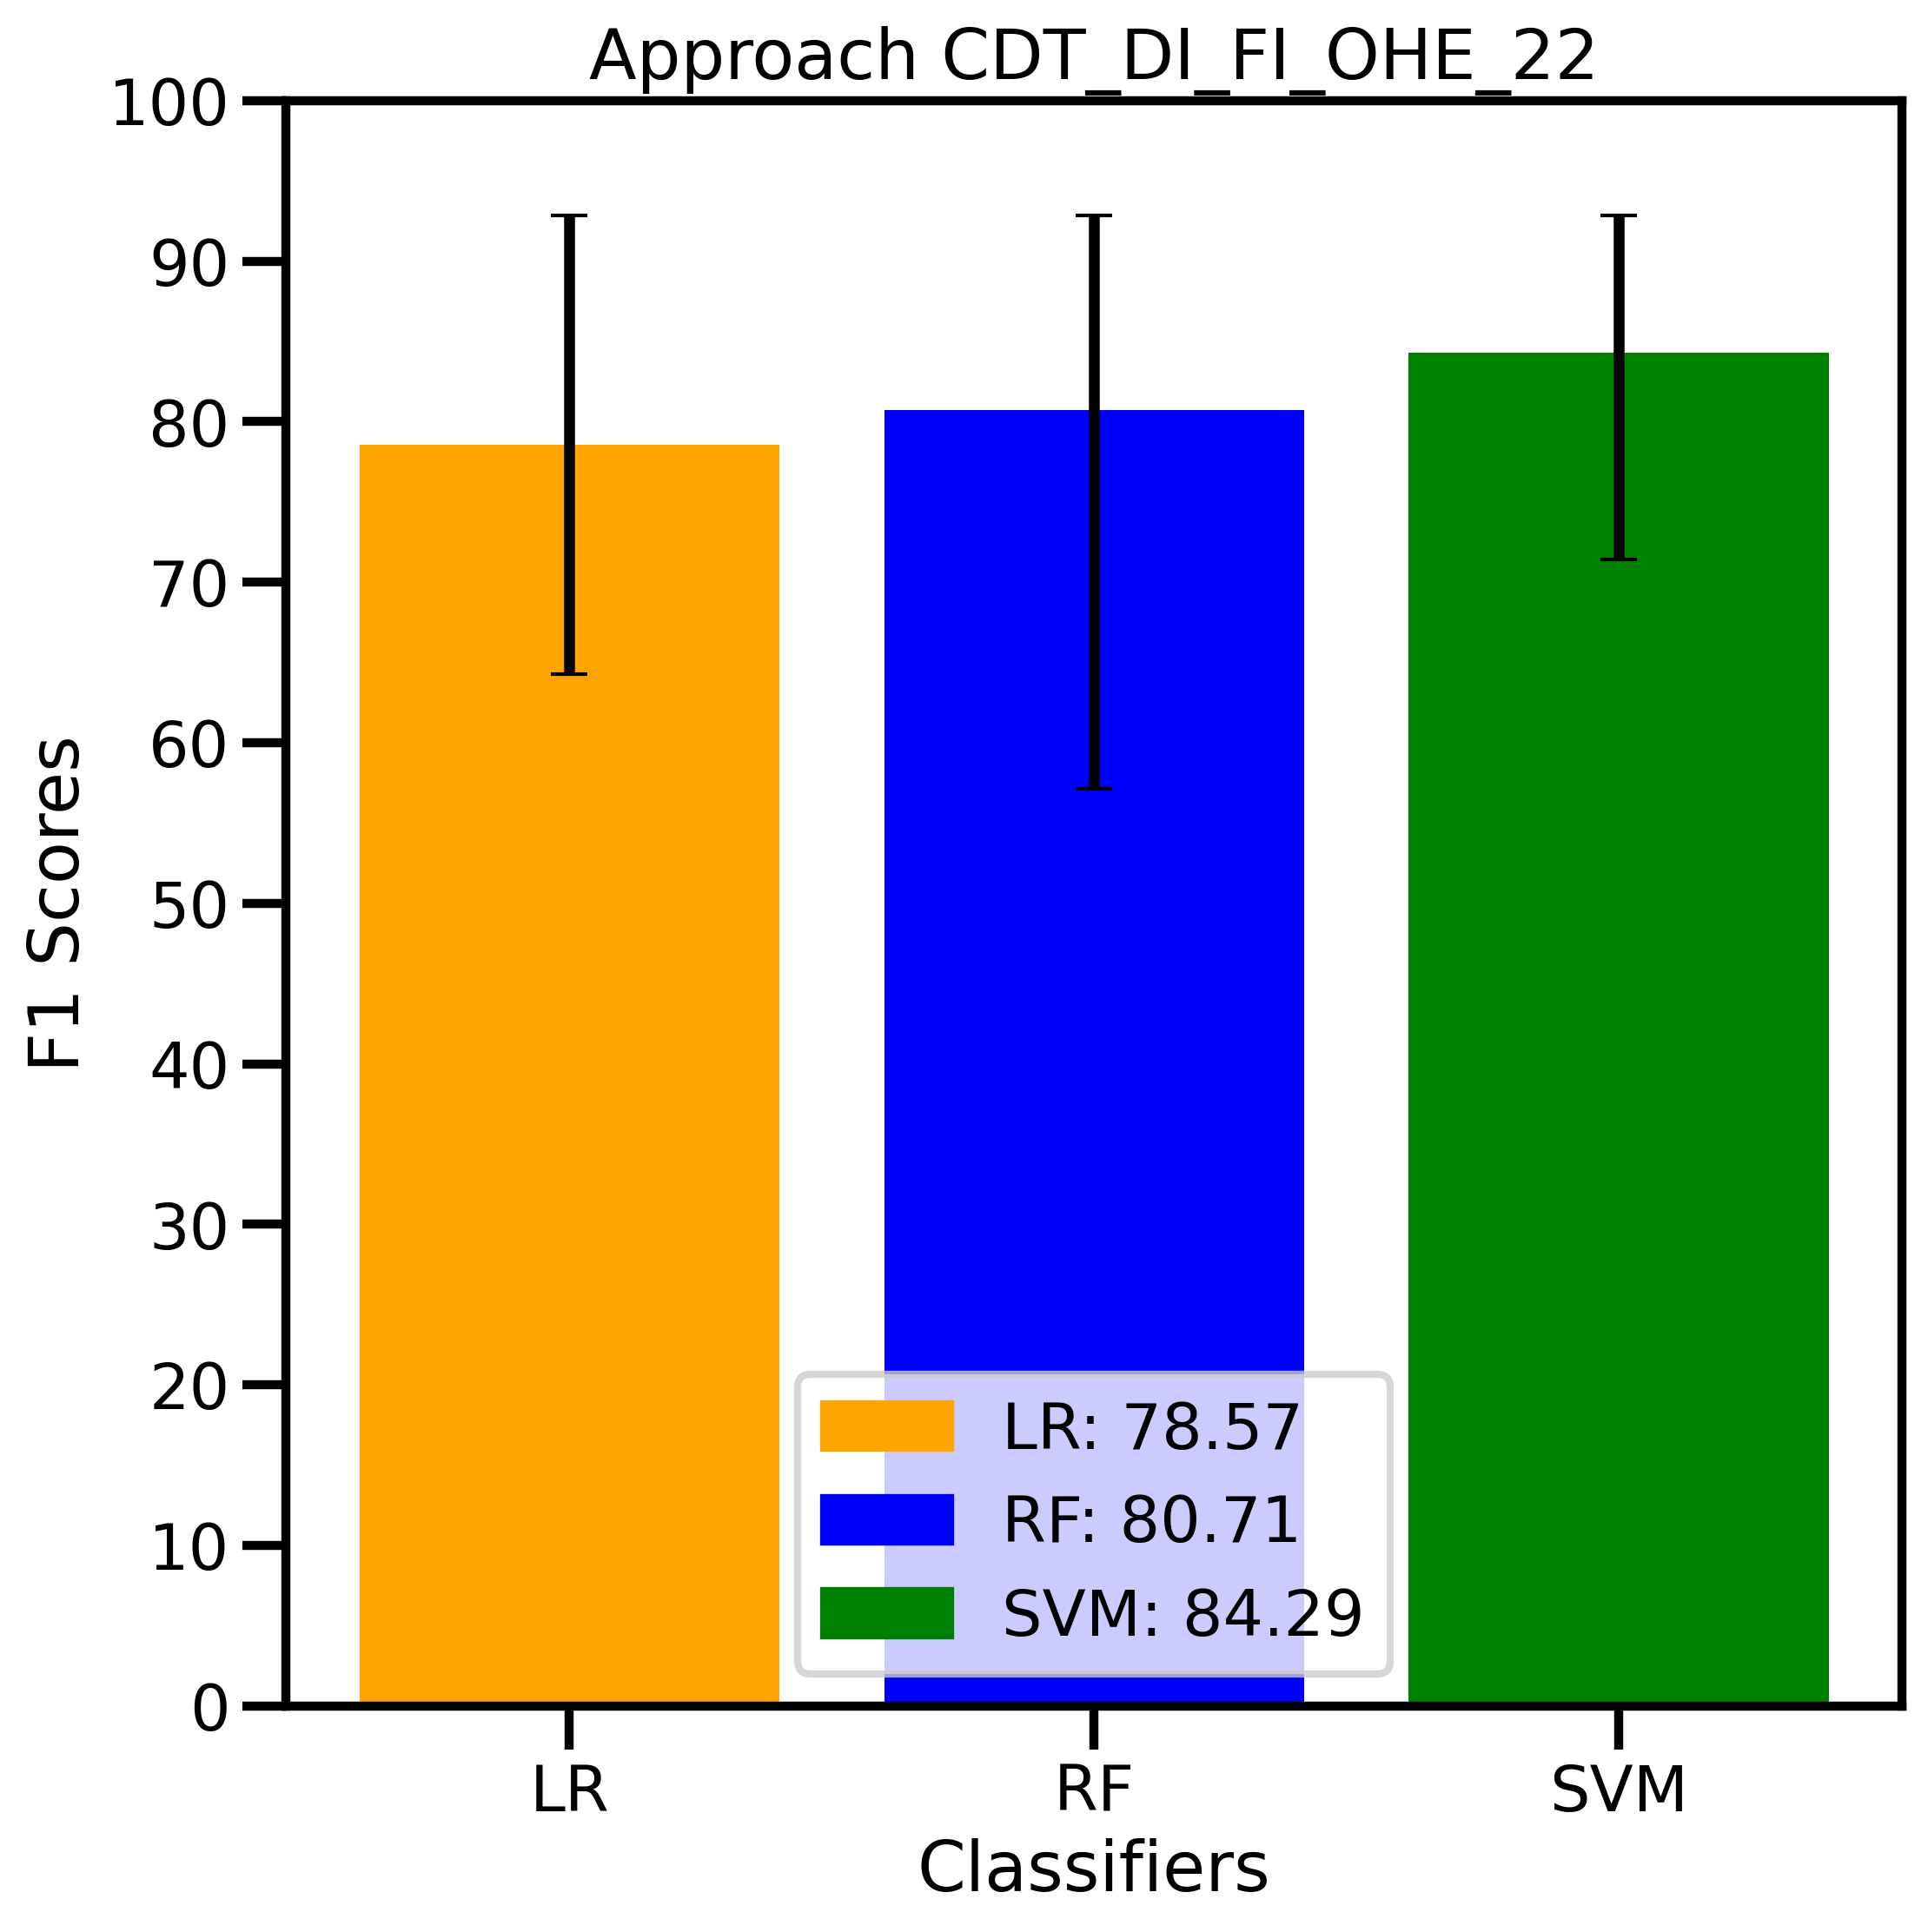 Approach CDT_DI_FI_OHE_22
100
90
80
70
60
50
40
30
20
10
0
F1 Scores
LR: 78.57
RF: 80.71
SVM: 84.29
LR
RF
SVM
Classifiers